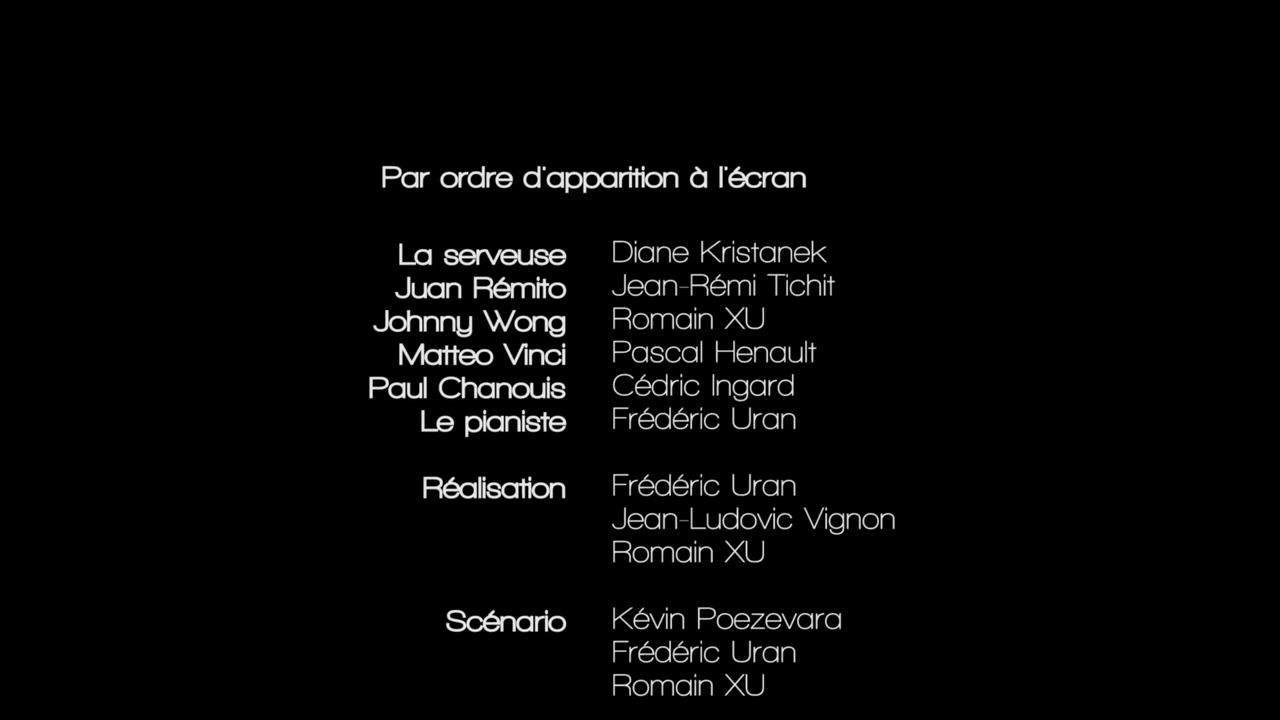 Par ordre d'apparition à l'écran
La serveuse Diane Kristanek
Juan Rémito Jean-Rémi Tichit
Johnny Wong Romain XU
Matteo Vinci Pascal Henault
Paul Chanouis Cédric Ingard
Le pianiste Frédéric Uran
Réalisation Frédéric Uran
Jean-Ludovic Vignon
Romain XU
Scénario Kévin Poezevara
Frédéric Uran
Romain XU